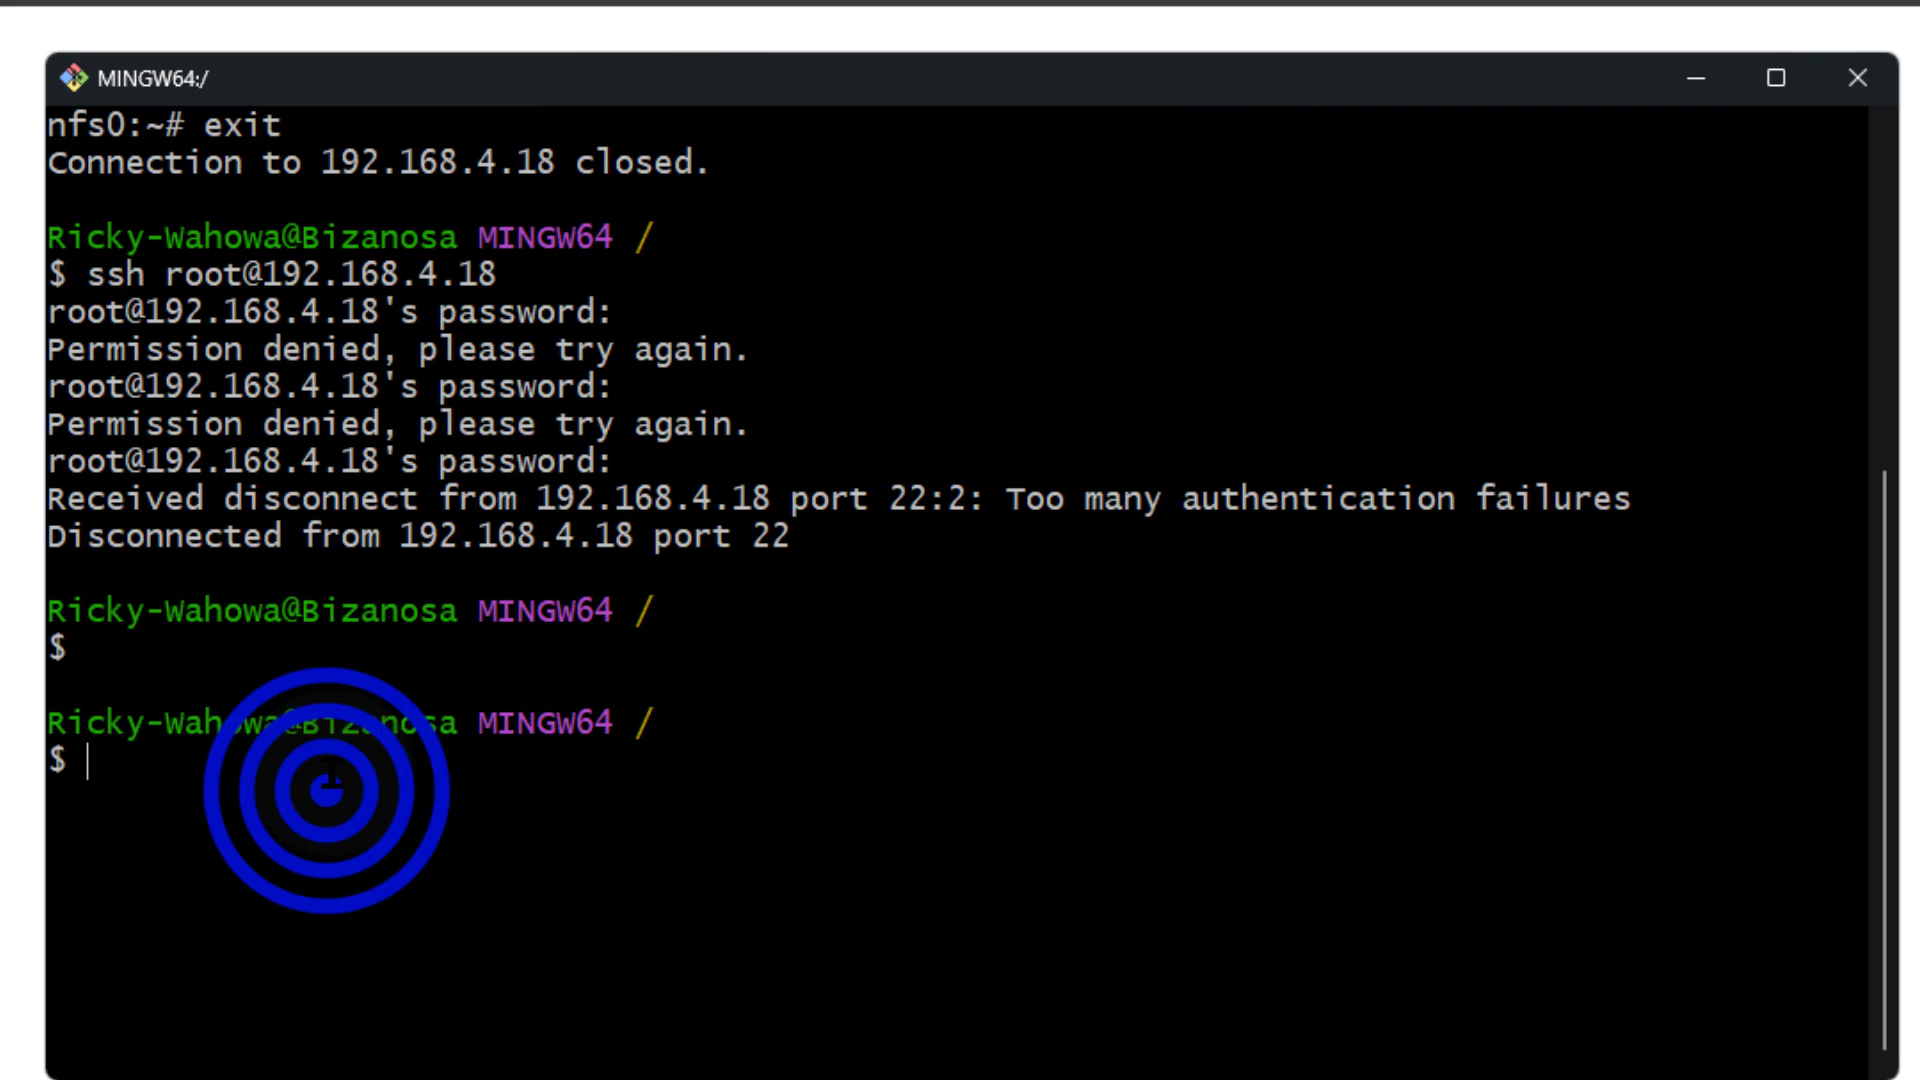 MINGW64:/
nfs0:~# exit
Connection to 192.168.4.18 closed.
Ricky-Wahowa@Bizanosa MINGW64 /
$ ssh root@192.168.4.18
root@192.168.4.18's password:
Permission denied, please try again.
root@192.168.4.18's password:
Permission denied, please try again.
root@192.168.4.18's password:
Received disconnect from 192.168.4.18 port 22:2: Too many authentication failures
Disconnected from 192.168.4.18 port 22
Ricky-Wahowa@Bizanosa MINGW64 /
$
Ricky-Wahowa@Bizanosa MINGW64 /
$